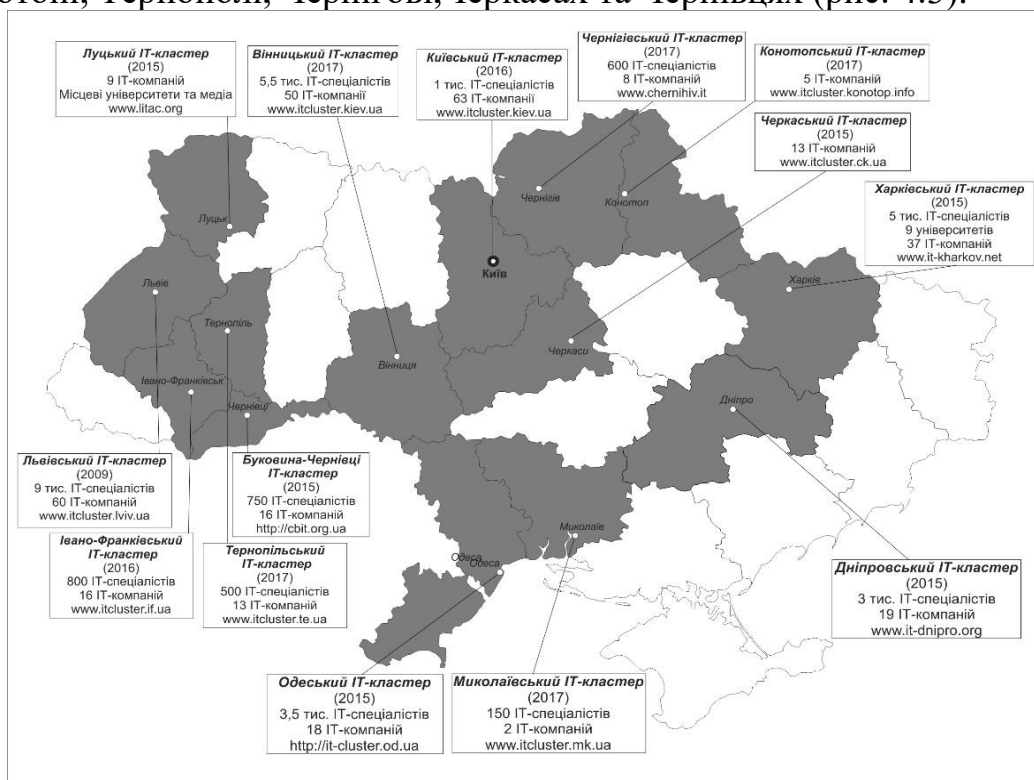 Тернополі, Чернігові, Черкасах та Чернівцях (рис. 4.3).
Луцький ІТ-кластер
(2015)
9 ІТ-компаній
Місцеві університети та медіа
www.litac.org
Вінницький ІТ-кластер
(2017)
5,5 тис. ІТ-спеціалістів
50 ІТ-компанії
www.itcluster.kiev.ua
Київський ІТ-кластер
(2016)
1 тис. ІТ-спеціалістів
63 ІТ-компанії
www.itcluster.kiev.ua
Чернігівський ІТ-кластер
(2017)
600 ІТ-спеціалістів
8 ІТ-компаній
www.chernihiv.it
Конотопський ІТ-кластер
(2017)
5 ІТ-компаній
www.itcluster.konotop.info
Черкаський ІТ-кластер
(2015)
13 ІТ-компаній
www.itcluster.ck.ua
Харківський ІТ-кластер
(2015)
5 тис. ІТ-спеціалістів
9 університетів
37 ІТ-компаній
www.it-kharkov.net
Луцьк
Чернігів
Конотоп
Київ
Львів
Харків
Тернопіль
Черкаси
Вінниця
Івано-Франківськ
Чернівці
Дніпро
Миколаїв
Одеса
Одеса
Львівський ІТ-кластер
(2009)
9 тис. ІТ-спеціалістів
60 ІТ-компаній
www.itcluster.lviv.ua
Буковина-Чернівці
ІТ-кластер
(2015)
750 ІТ-спеціалістів
16 ІТ-компаній
http://cbit.org.ua
Івано-Франківський
ІТ-кластер
(2016)
800 ІТ-спеціалістів
16 ІТ-компаній
www.itcluster.if.ua
Тернопільський
ІТ-кластер
(2017)
500 ІТ-спеціалістів
13 ІТ-компаній
www.itcluster.te.ua
Дніпровський ІТ-кластер
(2015)
3 тис. ІТ-спеціалістів
19 ІТ-компаній
www.it-dnipro.org
Одеський ІТ-кластер
(2015)
3,5 тис. ІТ-спеціалістів
18 ІТ-компаній
http://it-cluster.od.ua
Миколаївський ІТ-кластер
(2017)
150 ІТ-спеціалістів
2 ІТ-компаній
www.itcluster.mk.ua